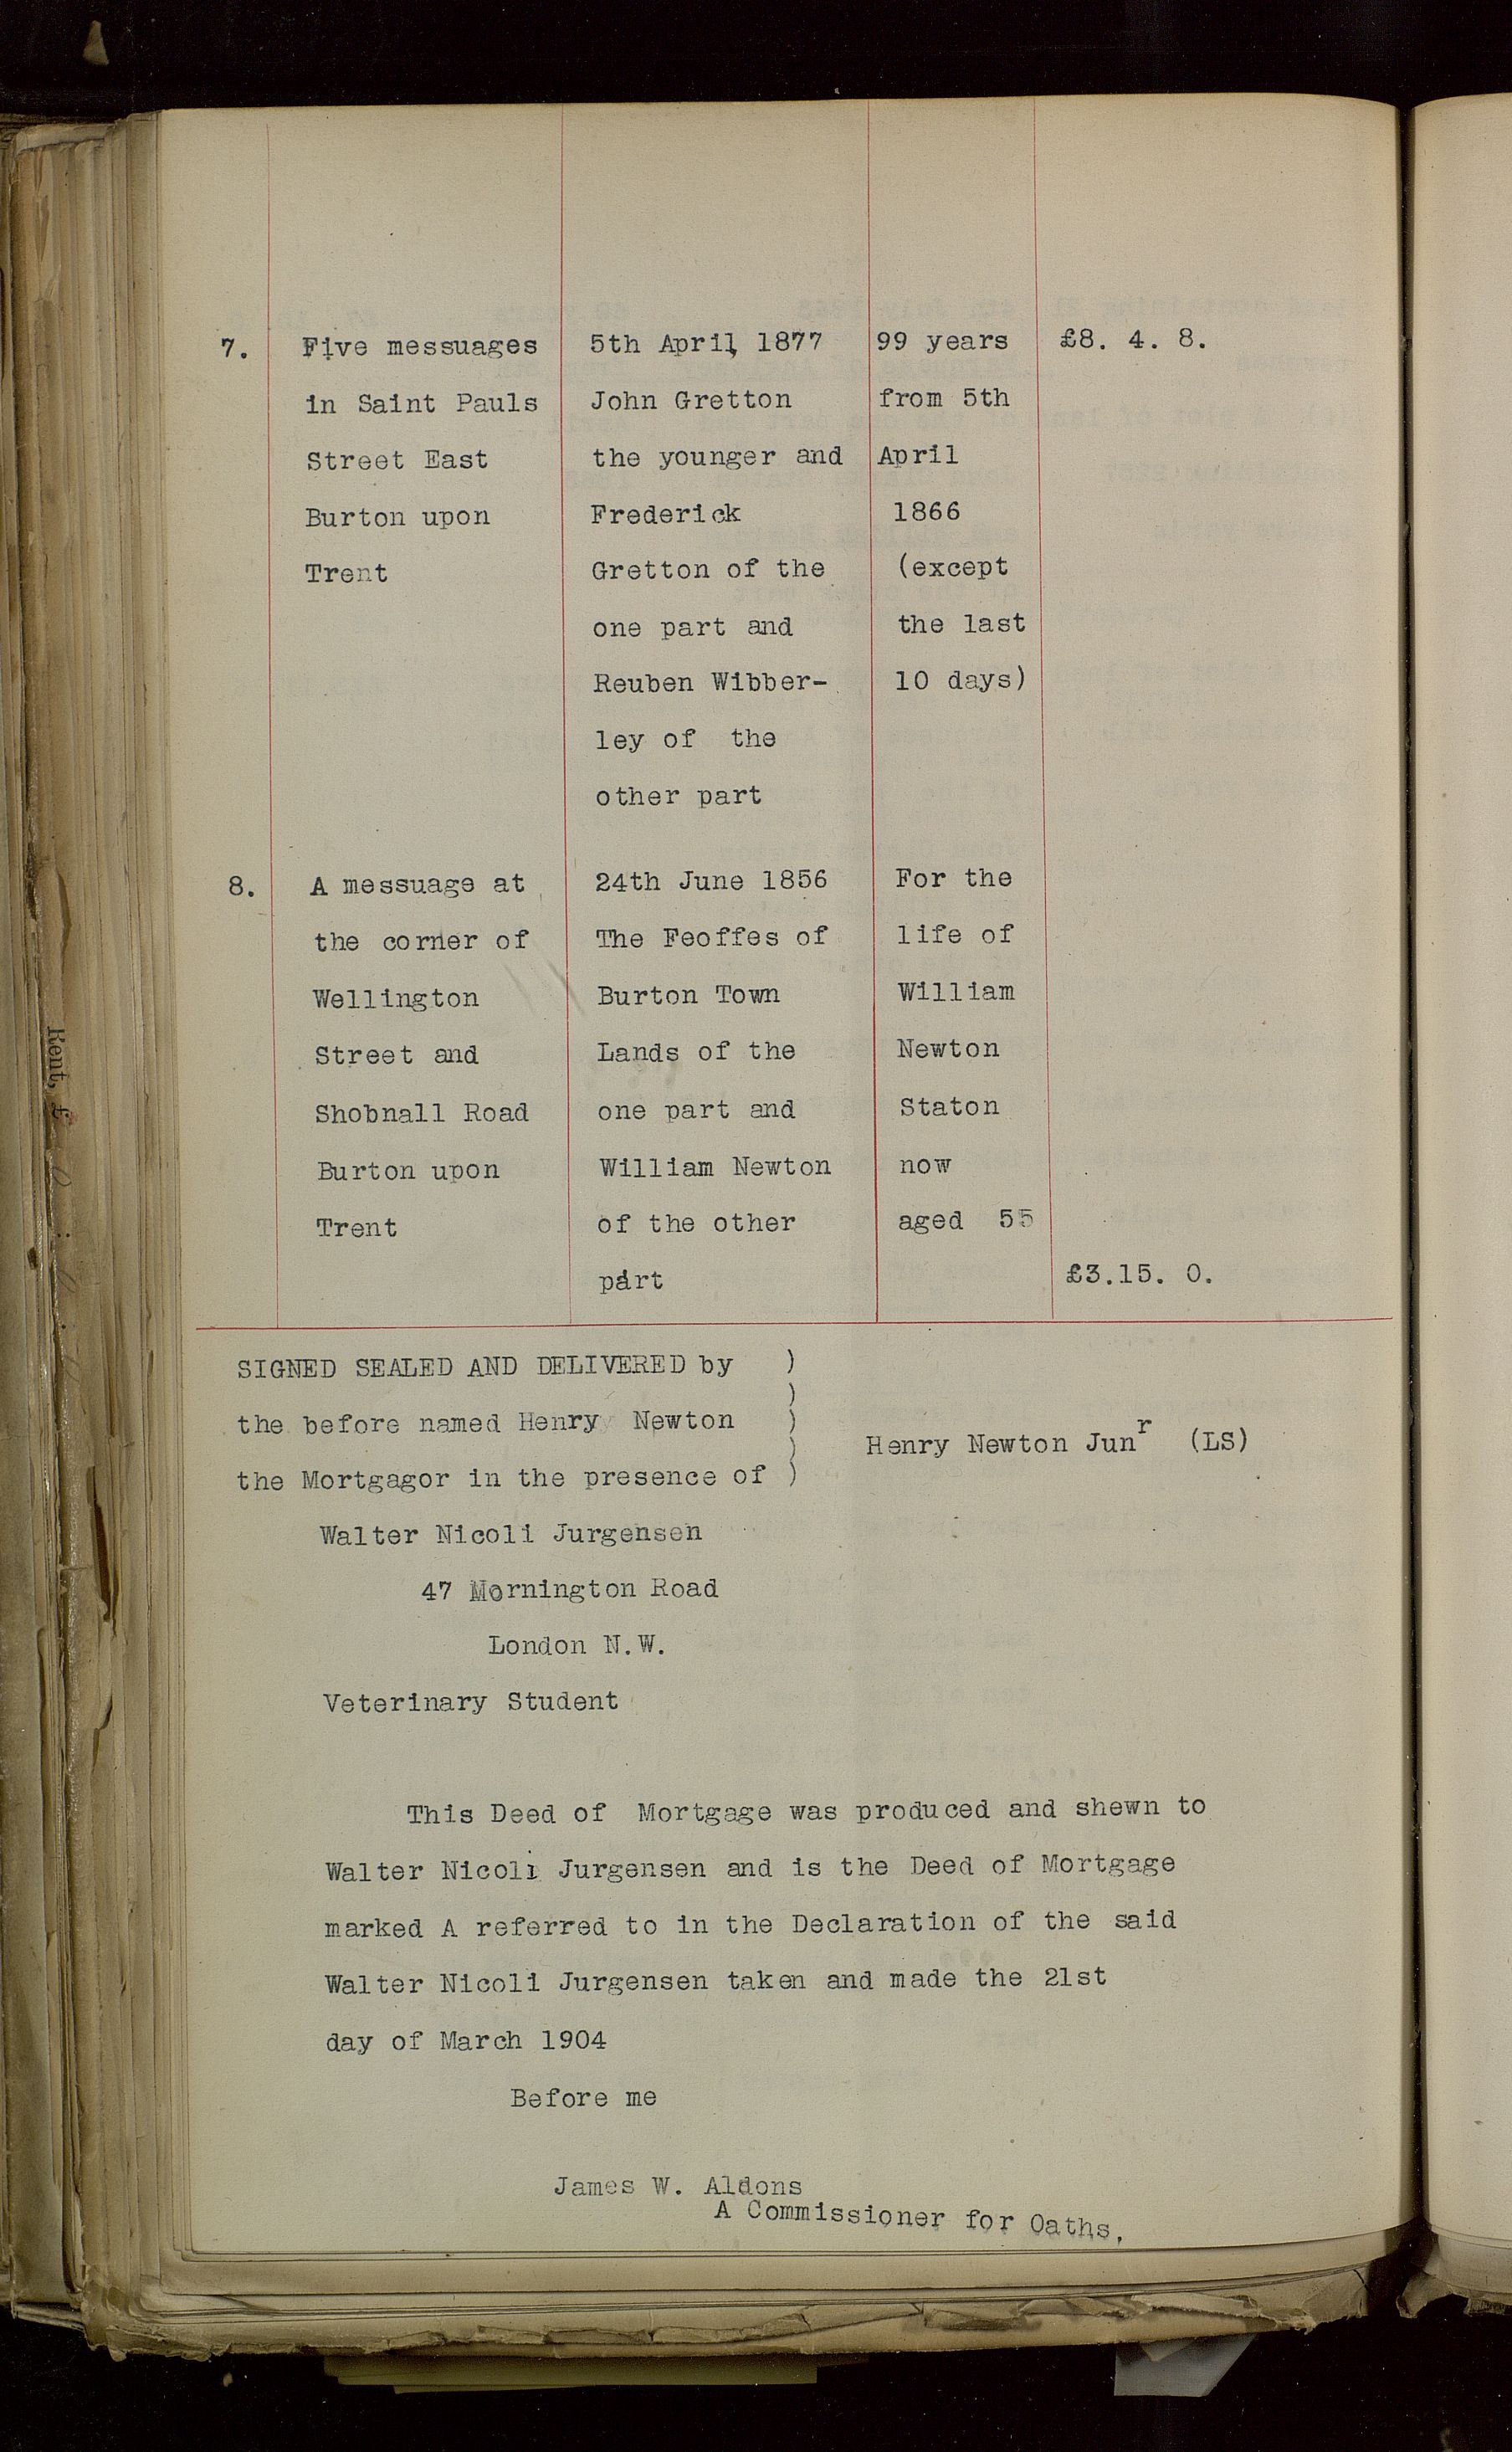 7. Five messuages 5th April, 1877 99 years £8. 4. 8.
in Saint Pauls John Gretton from 5th
Street East the younger and April
Burton upon Frederick 1866
Trent Gretton of the (except
one part and the last
Reuben Wibber- 10 days)
ley of the
other part
8. A messuage at 24th June 1856 For the
the corner of The Feoffes of life of
Wellington Burton Town William
Street and Lands of the Newton
Shobnall Road one part and Staton
Burton upon William Newton now
Trent of the other aged 55
part £3.15. 0.
SIGNED SEALED AND DELIVERED by )
)
the before named Henry Newton )
) Henry Newton Junr (LS)
the Mortgagor in the presence of )
Walter Nicoli Jurgensen
47 Mornington Road
London N.W.
Veterinary Student
This Deed of Mortgage was produced and shewn to
Walter Nicoli Jurgensen and is the Deed of Mortgage
marked A referred to in the Declaration of the said
Walter Nicoli Jurgensen taken and made the 21st
day of March 1904
Before me
James W. Aldons
A Commissioner for Oaths.
Rent, £